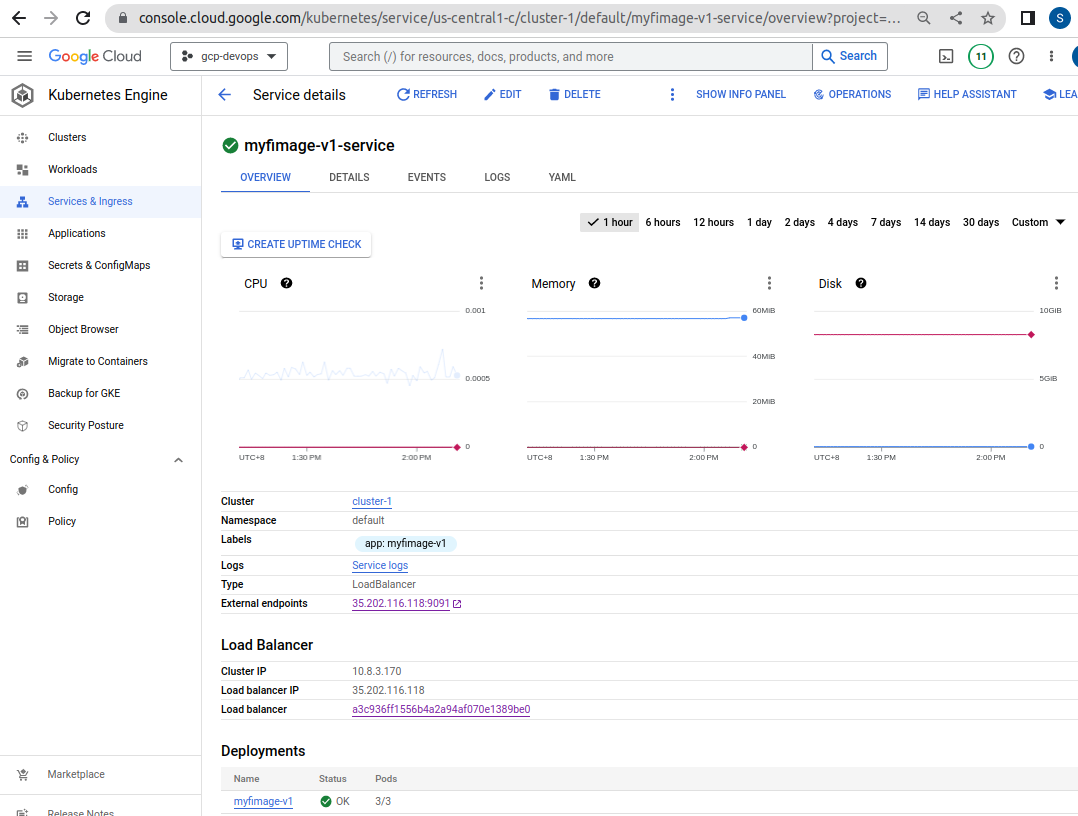 console.cloud.google.com/kubernetes/service/us-central1-c/cluster-1/default/myfimage-v1-service/overview?project=...
S
Google Cloud
gcp-devops
Search (/) for resources, docs, products, and more
Search
11
Kubernetes Engine
Service details
REFRESH
EDIT
DELETE
SHOW INFO PANEL
OPERATIONS
HELP ASSISTANT
LEA
Clusters
Workloads
Services & Ingress
Applications
Secrets & ConfigMaps
Storage
Object Browser
Migrate to Containers
Backup for GKE
Security Posture
Config & Policy
Config
Policy
Marketplace
Release Notes
myfimage-v1-service
OVERVIEW DETAILS EVENTS LOGS YAML
1 hour 6 hours 12 hours 1 day 2 days 4 days 7 days 14 days 30 days Custom
CREATE UPTIME CHECK
CPU
0.001
0.0005
0
UTC+8 1:30 PM 2:00 PM
Memory
60MiB
40MiB
20MiB
0
UTC+8 1:30 PM 2:00 PM
Disk
10GiB
5GiB
0
UTC+8 1:30 PM 2:00 PM
Cluster cluster-1
Namespace default
Labels app: myfimage-v1
Logs Service logs
Type LoadBalancer
External endpoints 35.202.116.118:9091
Load Balancer
Cluster IP 10.8.3.170
Load balancer IP 35.202.116.118
Load balancer a3c936ff1556b4a2a94af070e1389be0
Deployments
Name Status Pods
myfimage-v1 OK 3/3